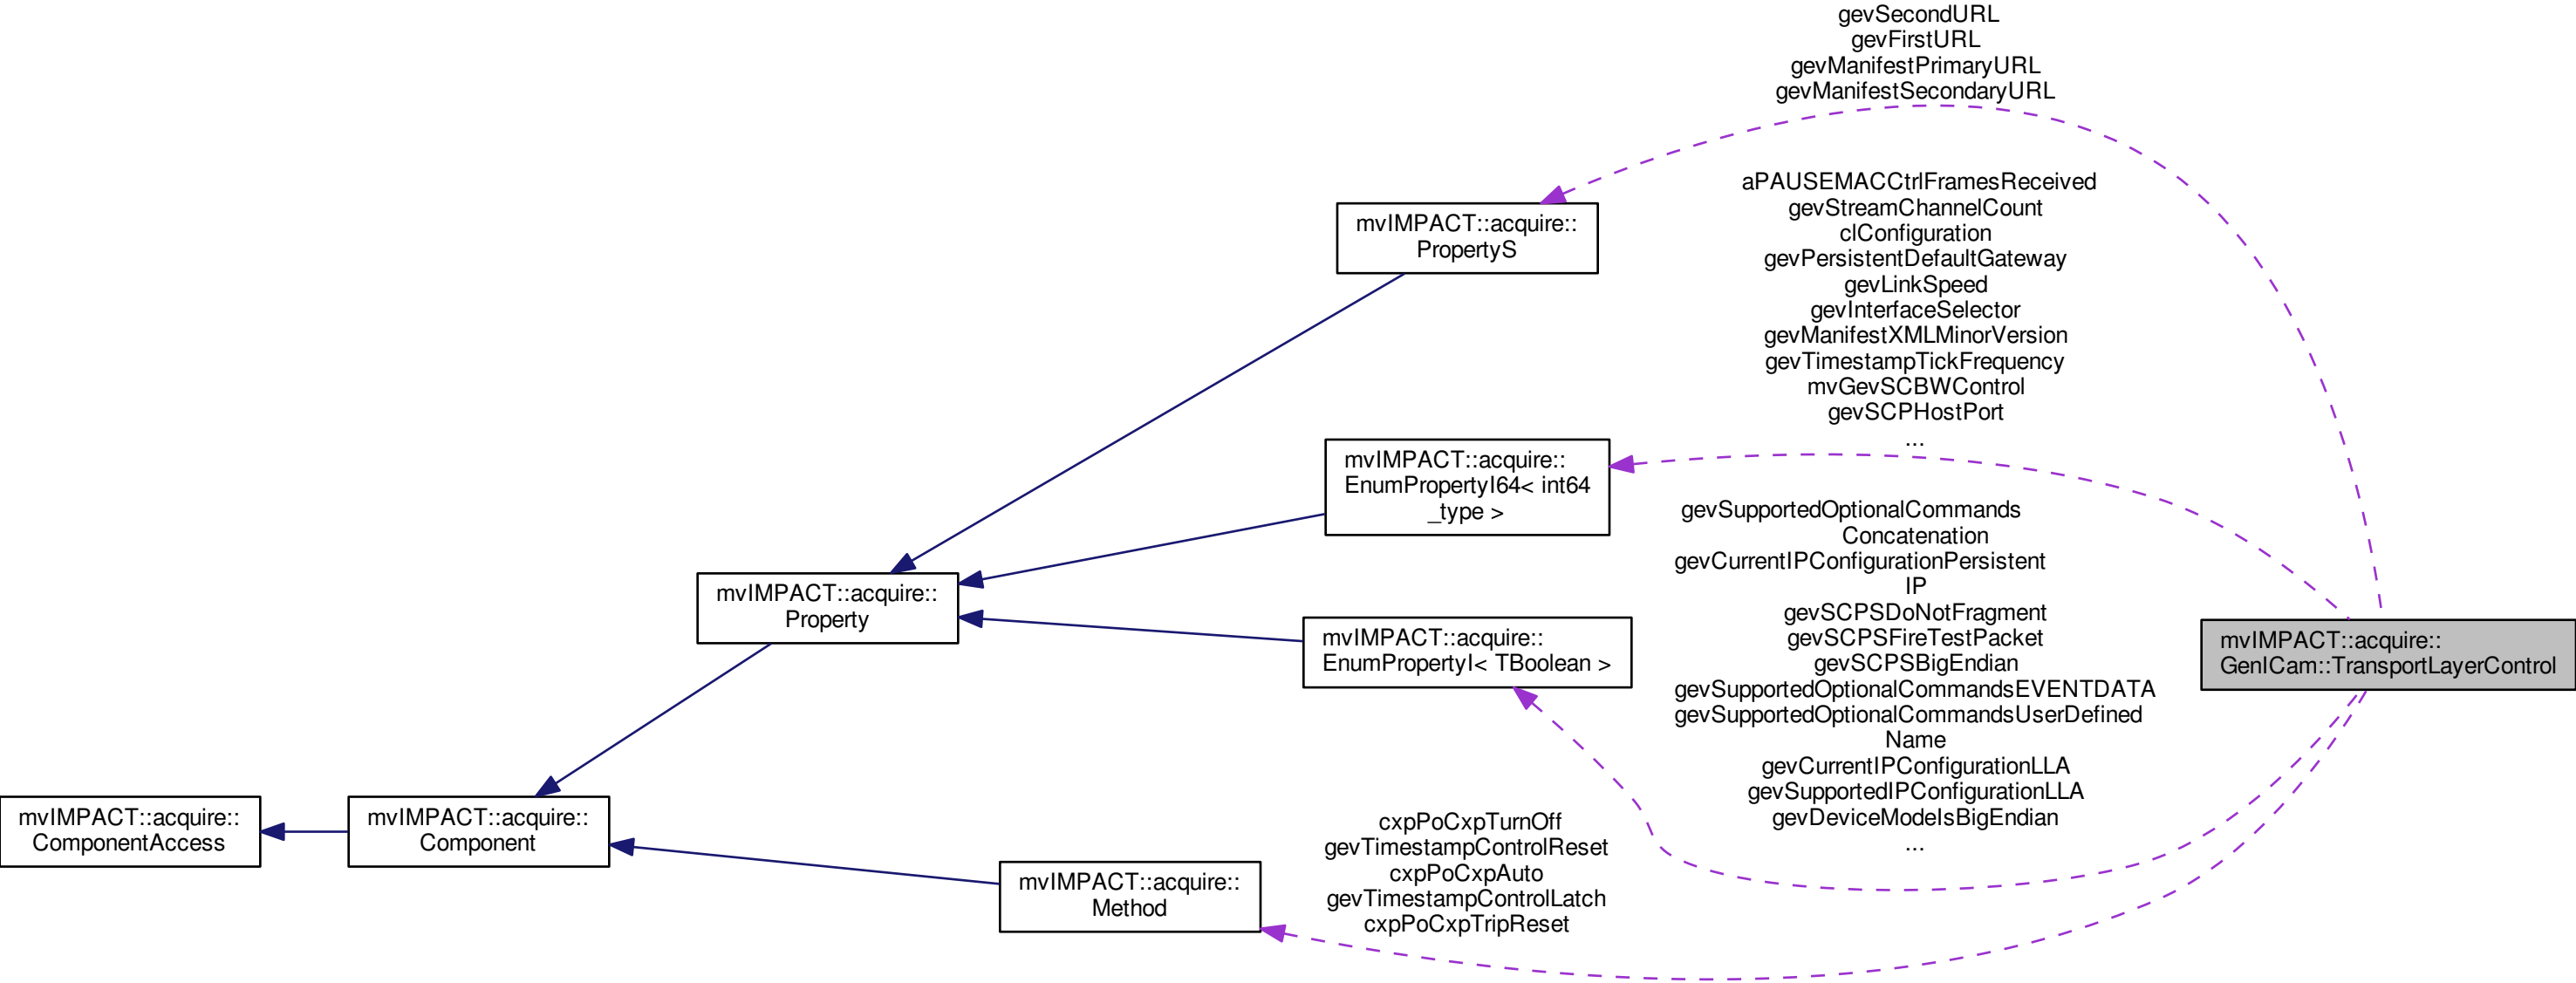 gevSecondURL
gevFirstURL
gevManifestPrimaryURL
gevManifestSecondaryURL
mvIMPACT::acquire::
PropertyS
aPAUSEMACCtrlFramesReceived
gevStreamChannelCount
clConfiguration
gevPersistentDefaultGateway
gevLinkSpeed
gevInterfaceSelector
gevManifestXMLMinorVersion
gevTimestampTickFrequency
mvGevSCBWControl
gevSCPHostPort
...
mvIMPACT::acquire::
EnumPropertyI64< int64
_type >
gevSupportedOptionalCommands
Concatenation
gevCurrentIPConfigurationPersistent
IP
gevSCPSDoNotFragment
gevSCPSFireTestPacket
gevSCPSBigEndian
gevSupportedOptionalCommandsEVENTDATA
gevSupportedOptionalCommandsUserDefined
Name
gevCurrentIPConfigurationLLA
gevSupportedIPConfigurationLLA
gevDeviceModeIsBigEndian
...
mvIMPACT::acquire::
Property
mvIMPACT::acquire::
EnumPropertyI< TBoolean >
mvIMPACT::acquire::
GenICam::TransportLayerControl
mvIMPACT::acquire::
ComponentAccess
mvIMPACT::acquire::
Component
mvIMPACT::acquire::
Method
cxpPoCxpTurnOff
gevTimestampControlReset
cxpPoCxpAuto
gevTimestampControlLatch
cxpPoCxpTripReset